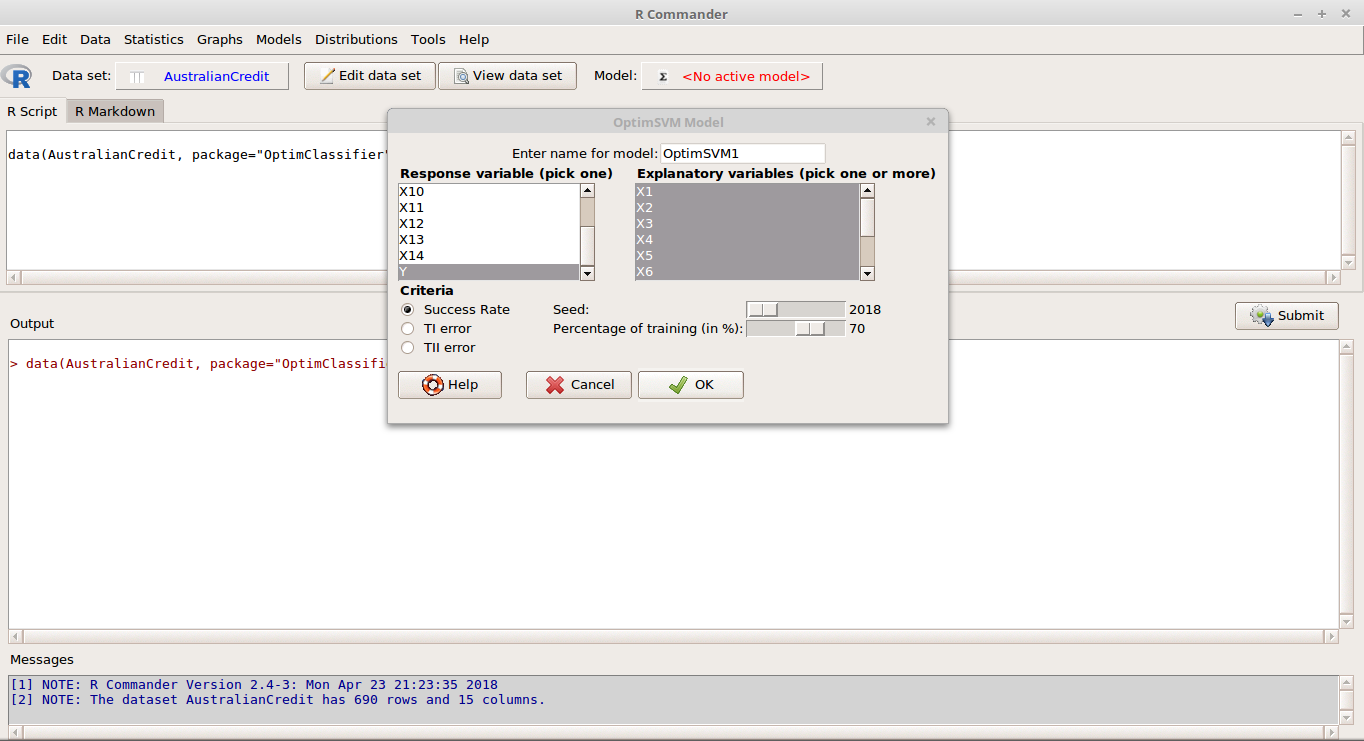 R Commander
File Edit Data Statistics Graphs Models Distributions Tools Help
R Data set: AustralianCredit Edit data set View data set Model: Σ <No active model>
R Script R Markdown
data(AustralianCredit, package="OptimClassifier"
OptimSVM Model
Enter name for model: OptimSVM1
Response variable (pick one) Explanatory variables (pick one or more)
X10 X1
X11 X2
X12 X3
X13 X4
X14 X5
Y X6
Criteria
Success Rate Seed: 2018
TI error Percentage of training (in %): 70
TII error
Help Cancel OK
Output Submit
> data(AustralianCredit, package="OptimClassifi
Messages
[1] NOTE: R Commander Version 2.4-3: Mon Apr 23 21:23:35 2018
[2] NOTE: The dataset AustralianCredit has 690 rows and 15 columns.